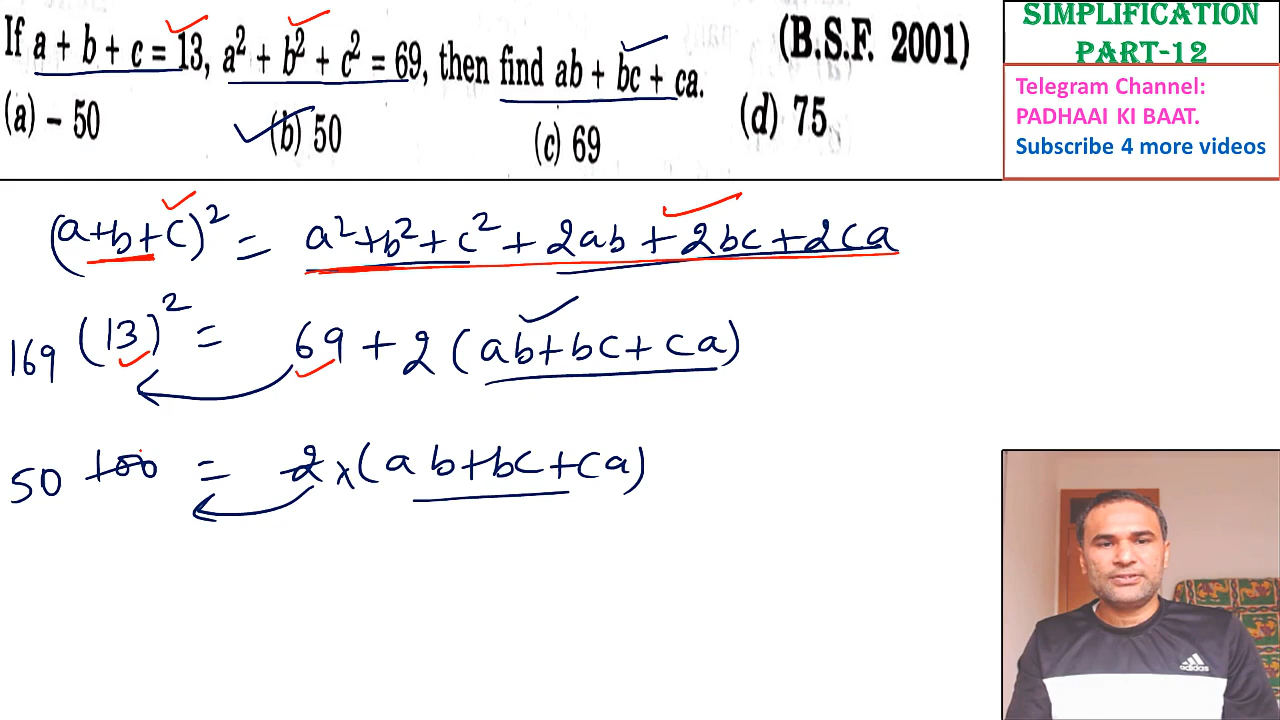 If a + b + c = 13, a² + b² + c² = 69, then find ab + bc + ca.
(B.S.F. 2001)
(a) – 50 (b) 50 (c) 69 (d) 75
SIMPLIFICATION
PART-12
Telegram Channel:
PADHAAI KI BAAT.
Subscribe 4 more videos
(a+b+c)² = a²+b²+c² + 2ab + 2bc + 2ca
169 (13)² = 69 + 2 (ab+bc+ca)
50 100 = 2×(ab+bc+ca)
adidas